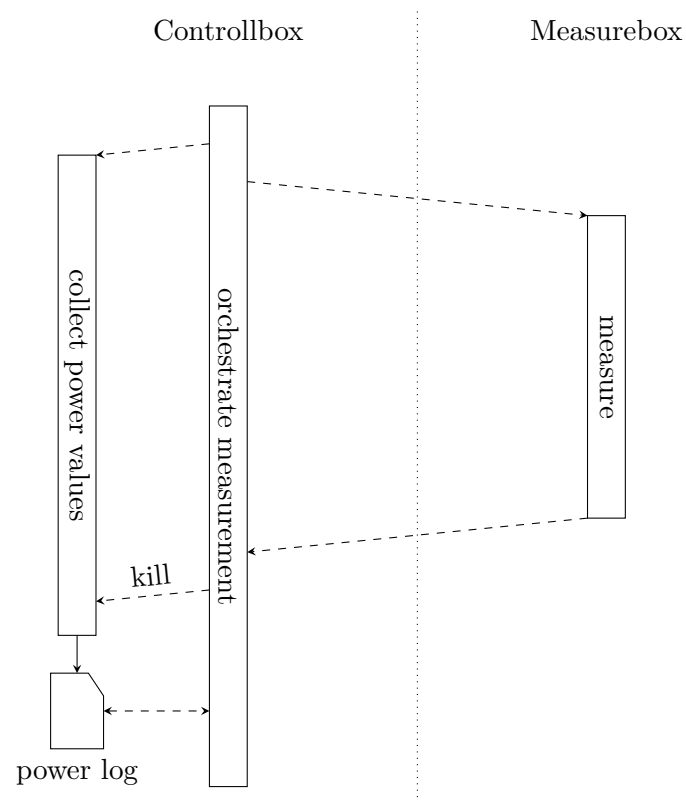 Controllbox
Measurebox
collect power values
orchestrate measurement
measure
kill
power log